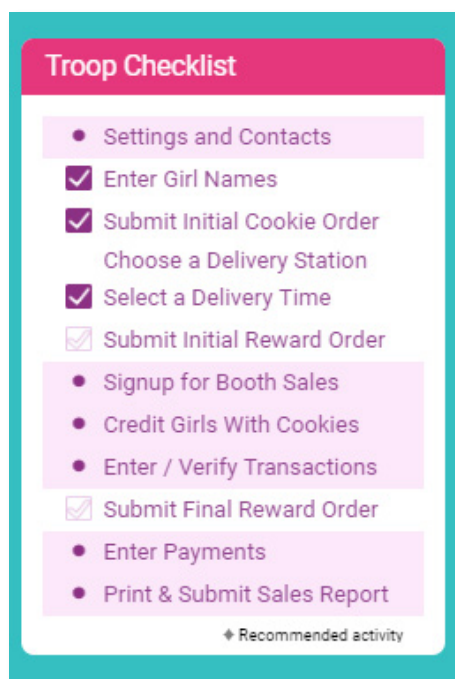 Troop Checklist
Settings and Contacts
Enter Girl Names
Submit Initial Cookie Order
Choose a Delivery Station
Select a Delivery Time
Submit Initial Reward Order
Signup for Booth Sales
Credit Girls With Cookies
Enter / Verify Transactions
Submit Final Reward Order
Enter Payments
Print & Submit Sales Report
Recommended activity